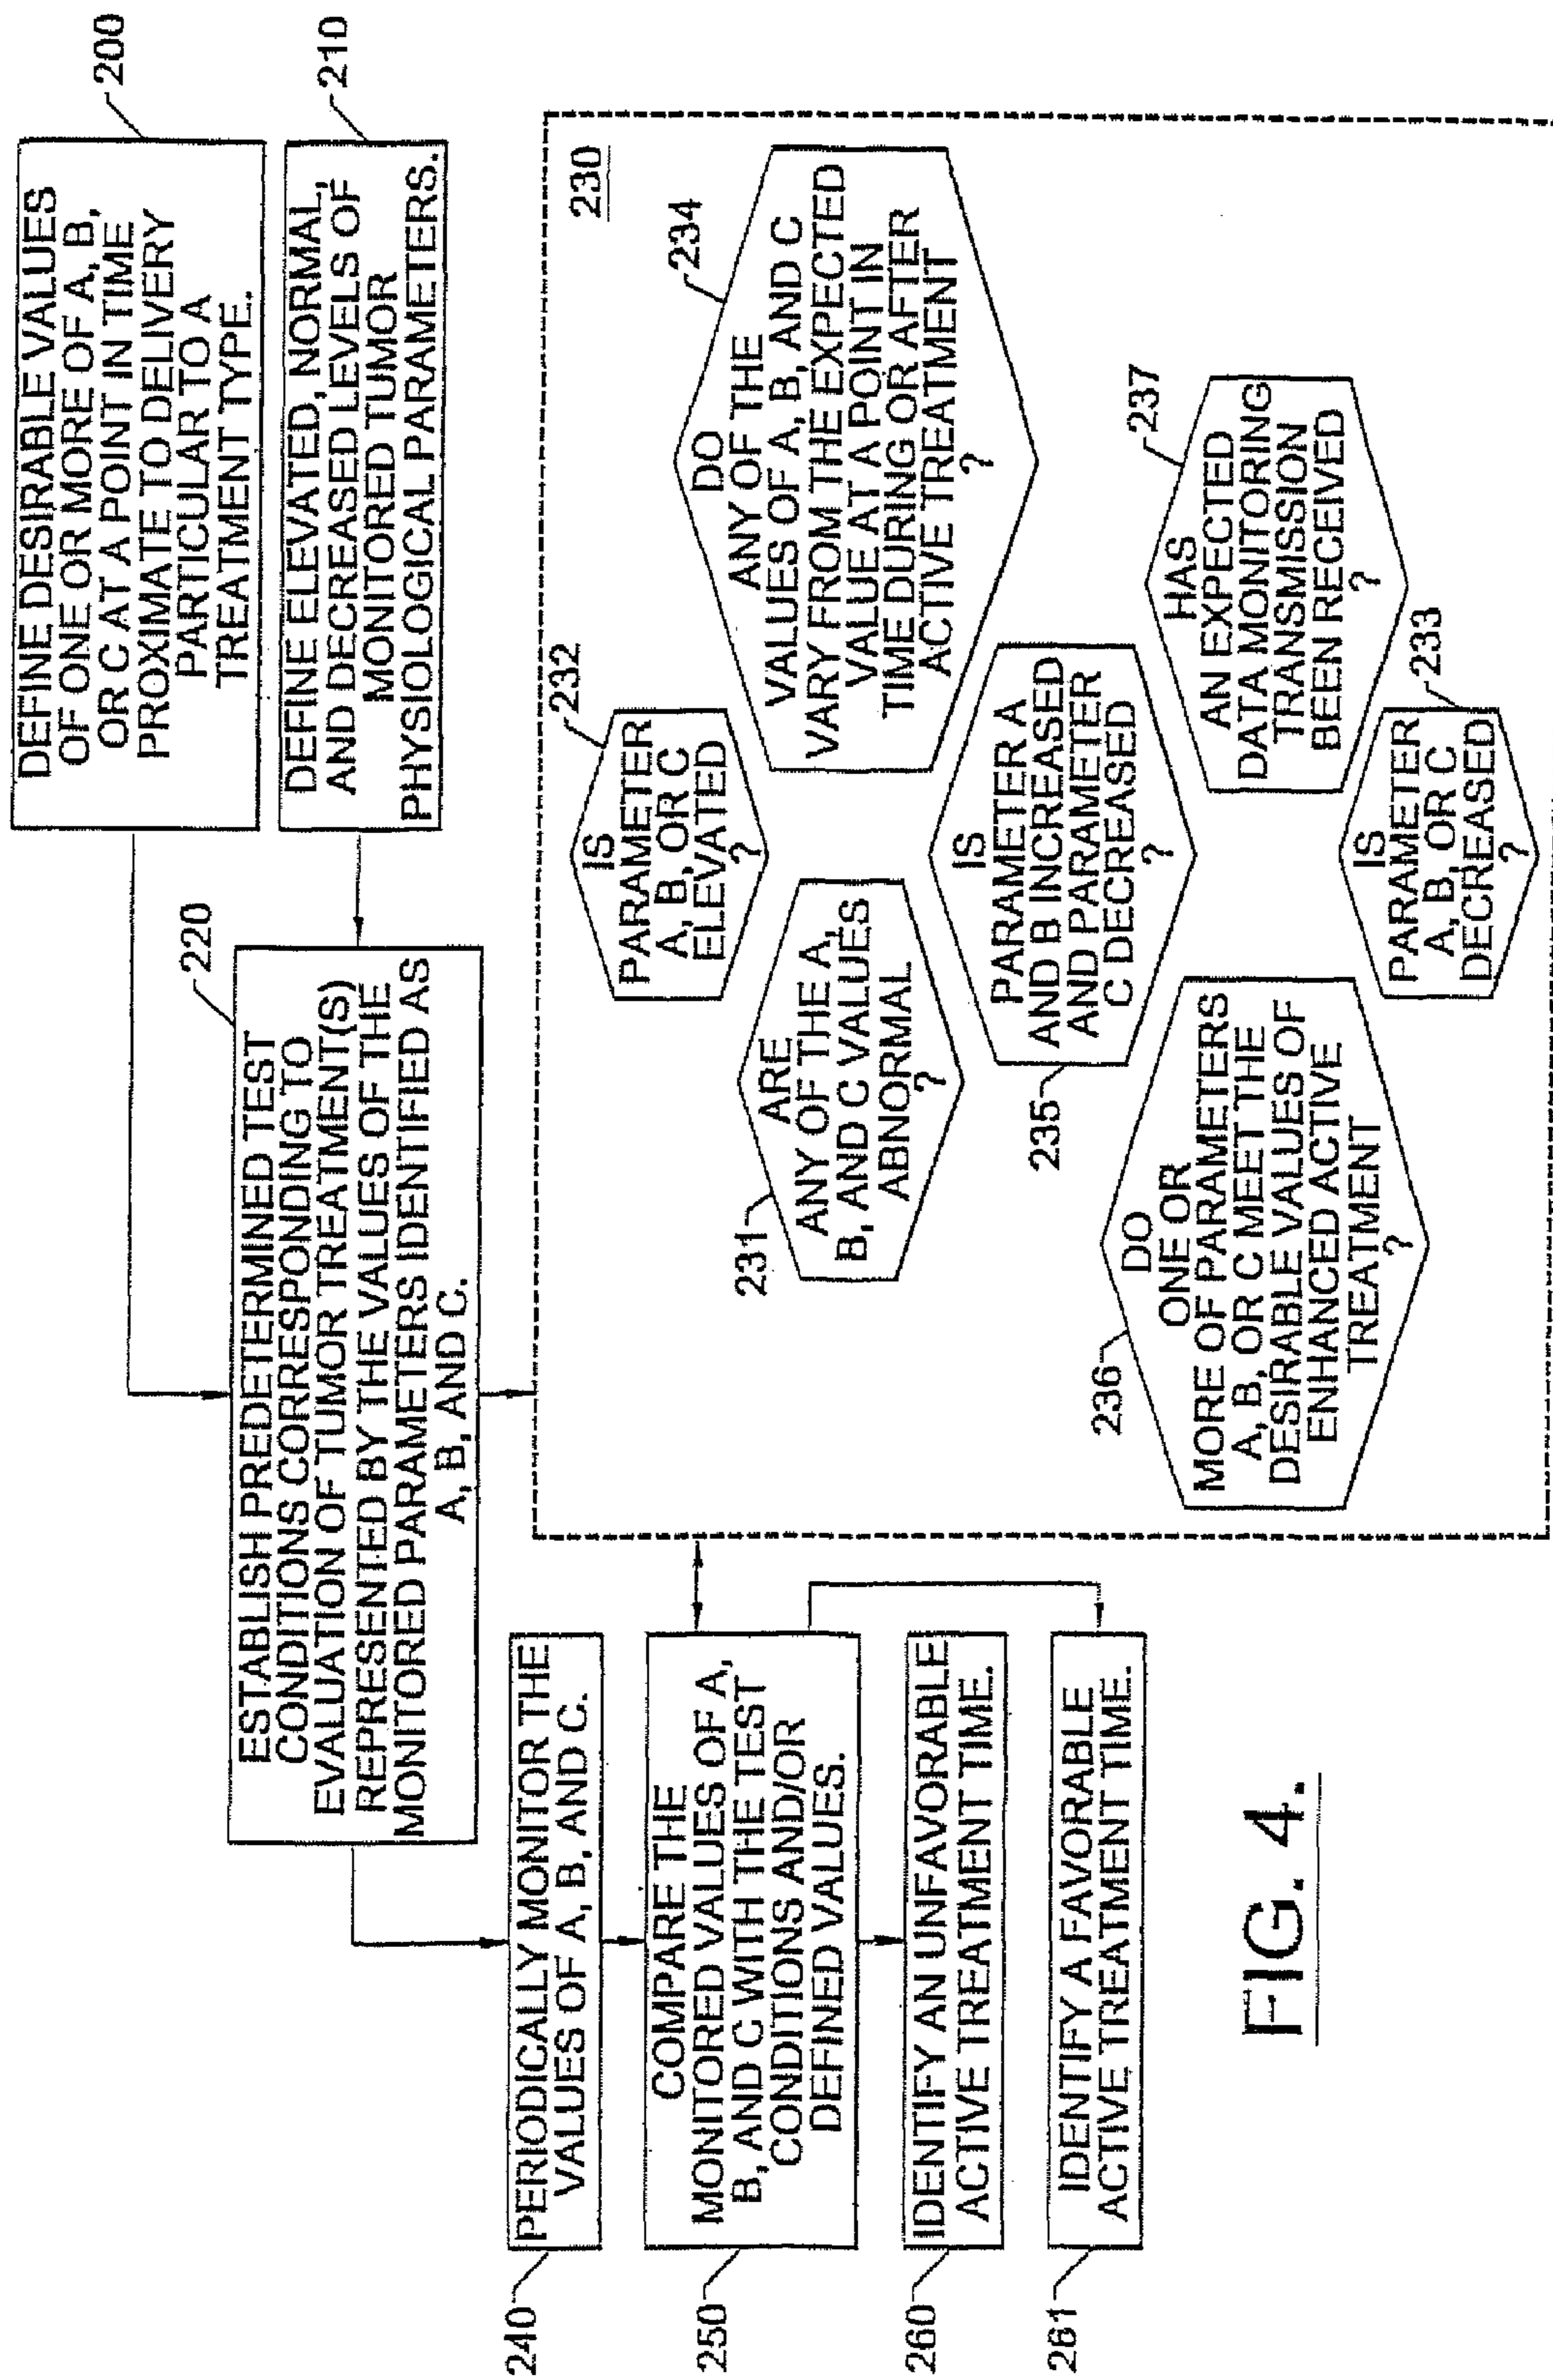 200
DEFINE DESIRABLE VALUES
OF ONE OR MORE OF A, B,
OR C AT A POINT IN TIME
PROXIMATE TO DELIVERY
PARTICULAR TO A
TREATMENT TYPE.
210
DEFINE ELEVATED, NORMAL,
AND DECREASED LEVELS OF
MONITORED TUMOR
PHYSIOLOGICAL PARAMETERS.
220
ESTABLISH PREDETERMINED TEST
CONDITIONS CORRESPONDING TO
EVALUATION OF TUMOR TREATMENT(S)
REPRESENTED BY THE VALUES OF THE
MONITORED PARAMETERS IDENTIFIED AS
A, B, AND C.
230
232
IS
PARAMETER
A, B, OR C
ELEVATED
?
234
DO
ANY OF THE
VALUES OF A, B, AND C
VARY FROM THE EXPECTED
VALUE AT A POINT IN
TIME DURING OR AFTER
ACTIVE TREATMENT
?
231
ARE
ANY OF THE A,
B, AND C VALUES
ABNORMAL
?
235
IS
PARAMETER A
AND B INCREASED
AND PARAMETER
C DECREASED
?
237
HAS
AN EXPECTED
DATA MONITORING
TRANSMISSION
BEEN RECEIVED
?
236
DO
ONE OR
MORE OF PARAMETERS
A, B, OR C MEET THE
DESIRABLE VALUES OF
ENHANCED ACTIVE
TREATMENT
?
233
IS
PARAMETER
A, B, OR C
DECREASED
?
240
PERIODICALLY MONITOR THE
VALUES OF A, B, AND C.
250
COMPARE THE
MONITORED VALUES OF A,
B, AND C WITH THE TEST
CONDITIONS AND/OR
DEFINED VALUES.
260
IDENTIFY AN UNFAVORABLE
ACTIVE TREATMENT TIME.
261
IDENTIFY A FAVORABLE
ACTIVE TREATMENT TIME.
FIG. 4.